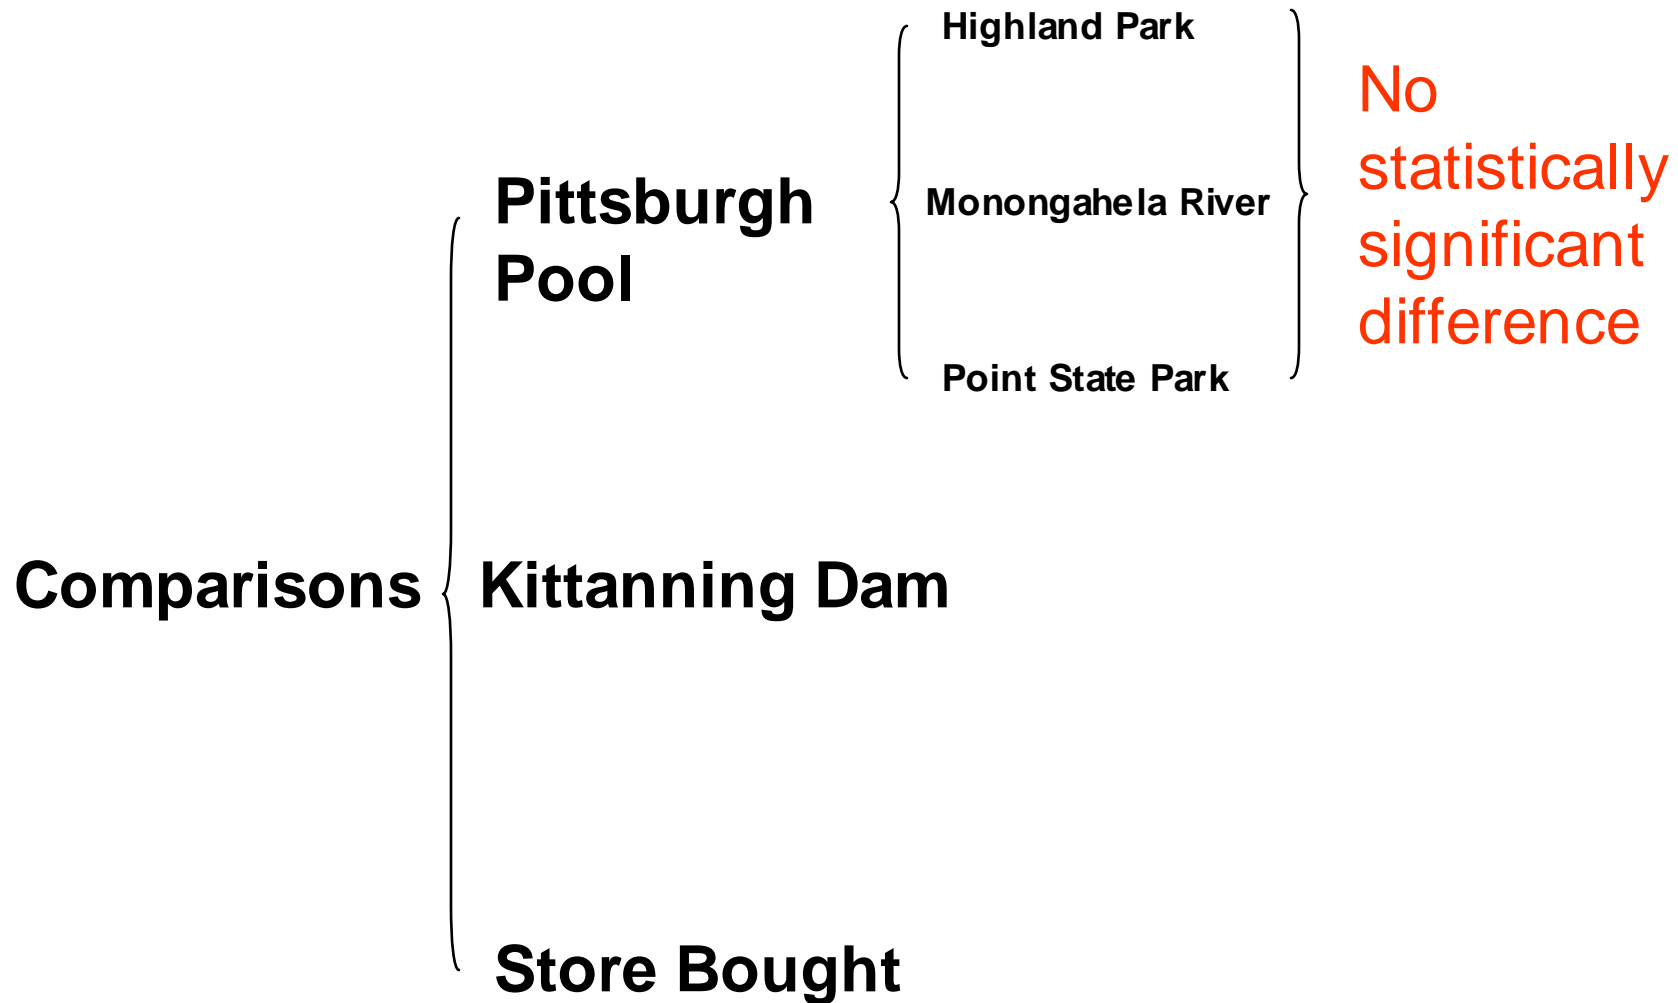 Highland Park
No
statistically
significant
difference
Pittsburgh
Pool
Monongahela River
Point State Park
Comparisons
Kittanning Dam
Store Bought